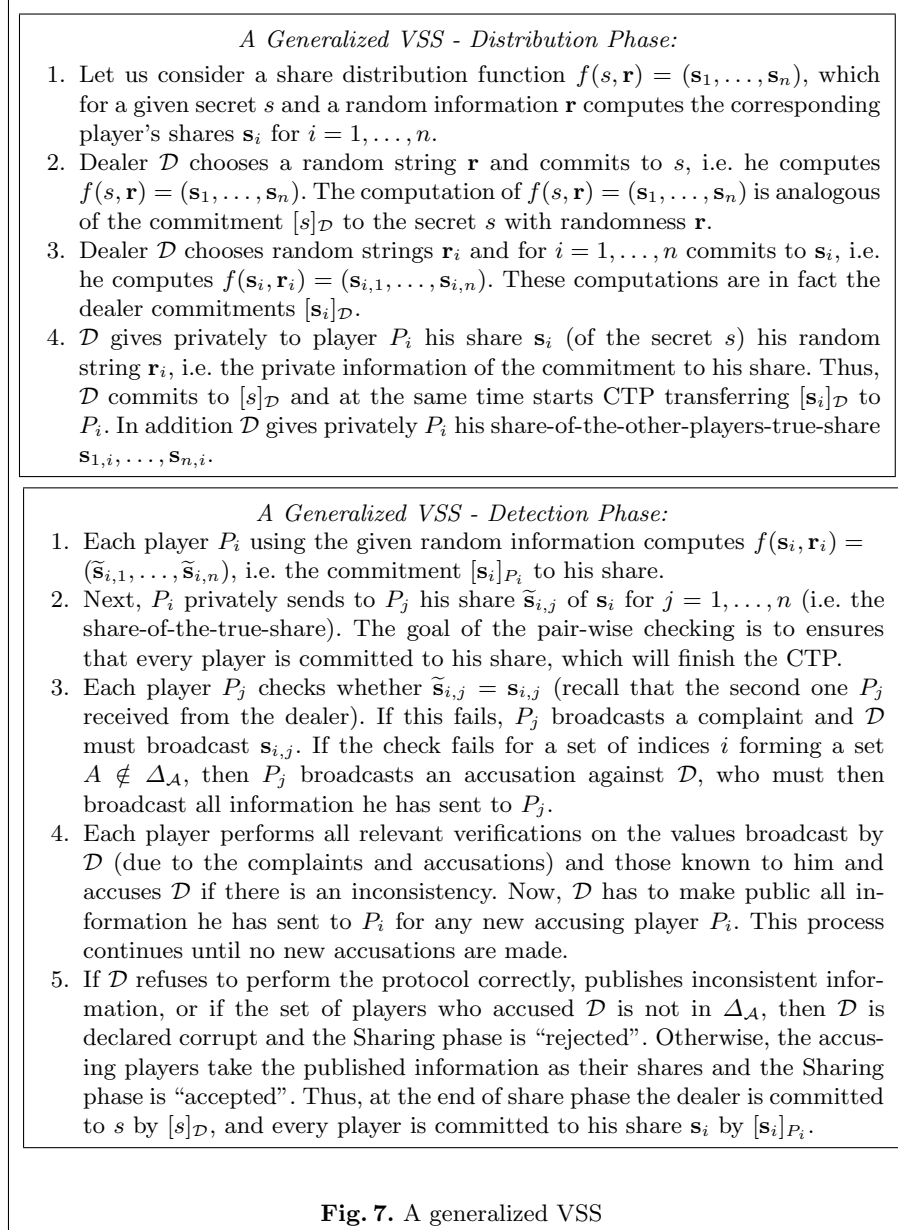 A Generalized VSS - Distribution Phase:
1. Let us consider a share distribution function f(s, r) = (s₁, . . . , sₙ), which
for a given secret s and a random information r computes the corresponding
player's shares sᵢ for i = 1, . . . , n.
2. Dealer 𝒟 chooses a random string r and commits to s, i.e. he computes
f(s, r) = (s₁, . . . , sₙ). The computation of f(s, r) = (s₁, . . . , sₙ) is analogous
of the commitment [s]_𝒟 to the secret s with randomness r.
3. Dealer 𝒟 chooses random strings rᵢ and for i = 1, . . . , n commits to sᵢ, i.e.
he computes f(sᵢ, rᵢ) = (sᵢ,₁, . . . , sᵢ,ₙ). These computations are in fact the
dealer commitments [sᵢ]_𝒟.
4. 𝒟 gives privately to player Pᵢ his share sᵢ (of the secret s) his random
string rᵢ, i.e. the private information of the commitment to his share. Thus,
𝒟 commits to [s]_𝒟 and at the same time starts CTP transferring [sᵢ]_𝒟 to
Pᵢ. In addition 𝒟 gives privately Pᵢ his share-of-the-other-players-true-share
s₁,ᵢ, . . . , sₙ,ᵢ.
A Generalized VSS - Detection Phase:
1. Each player Pᵢ using the given random information computes f(sᵢ, rᵢ) =
(s̃ᵢ,₁, . . . , s̃ᵢ,ₙ), i.e. the commitment [sᵢ]_Pᵢ to his share.
2. Next, Pᵢ privately sends to Pⱼ his share s̃ᵢ,ⱼ of sᵢ for j = 1, . . . , n (i.e. the
share-of-the-true-share). The goal of the pair-wise checking is to ensures
that every player is committed to his share, which will finish the CTP.
3. Each player Pⱼ checks whether s̃ᵢ,ⱼ = sᵢ,ⱼ (recall that the second one Pⱼ
received from the dealer). If this fails, Pⱼ broadcasts a complaint and 𝒟
must broadcast sᵢ,ⱼ. If the check fails for a set of indices i forming a set
A ∉ Δ_𝒜, then Pⱼ broadcasts an accusation against 𝒟, who must then
broadcast all information he has sent to Pⱼ.
4. Each player performs all relevant verifications on the values broadcast by
𝒟 (due to the complaints and accusations) and those known to him and
accuses 𝒟 if there is an inconsistency. Now, 𝒟 has to make public all in-
formation he has sent to Pᵢ for any new accusing player Pᵢ. This process
continues until no new accusations are made.
5. If 𝒟 refuses to perform the protocol correctly, publishes inconsistent infor-
mation, or if the set of players who accused 𝒟 is not in Δ_𝒜, then 𝒟 is
declared corrupt and the Sharing phase is “rejected”. Otherwise, the accus-
ing players take the published information as their shares and the Sharing
phase is “accepted”. Thus, at the end of share phase the dealer is committed
to s by [s]_𝒟, and every player is committed to his share sᵢ by [sᵢ]_Pᵢ.
Fig. 7. A generalized VSS